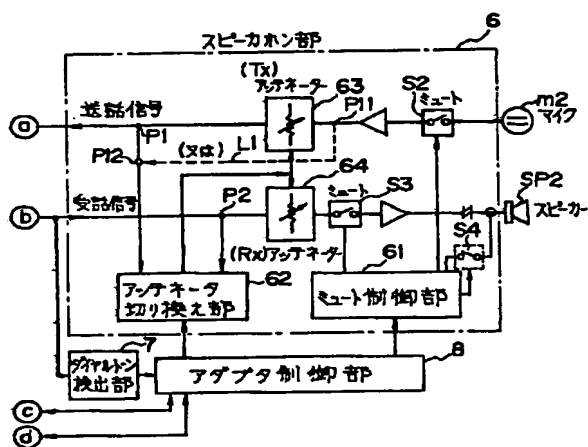 6
スピーカホン部
(Tx)
アッテネーター
63
P11
S2
ミュート
m2
マイク
a
送話信号
P1
P12
(又は)
L1
64
ミュート
S3
SP2
スピーカー
b
受話信号
P2
(Rx)アッテネーター
61
S4
アッテネータ
切り換え部
62
ミュート制御部
7
ダイヤルトーン
検出部
8
アダプタ制御部
c
d